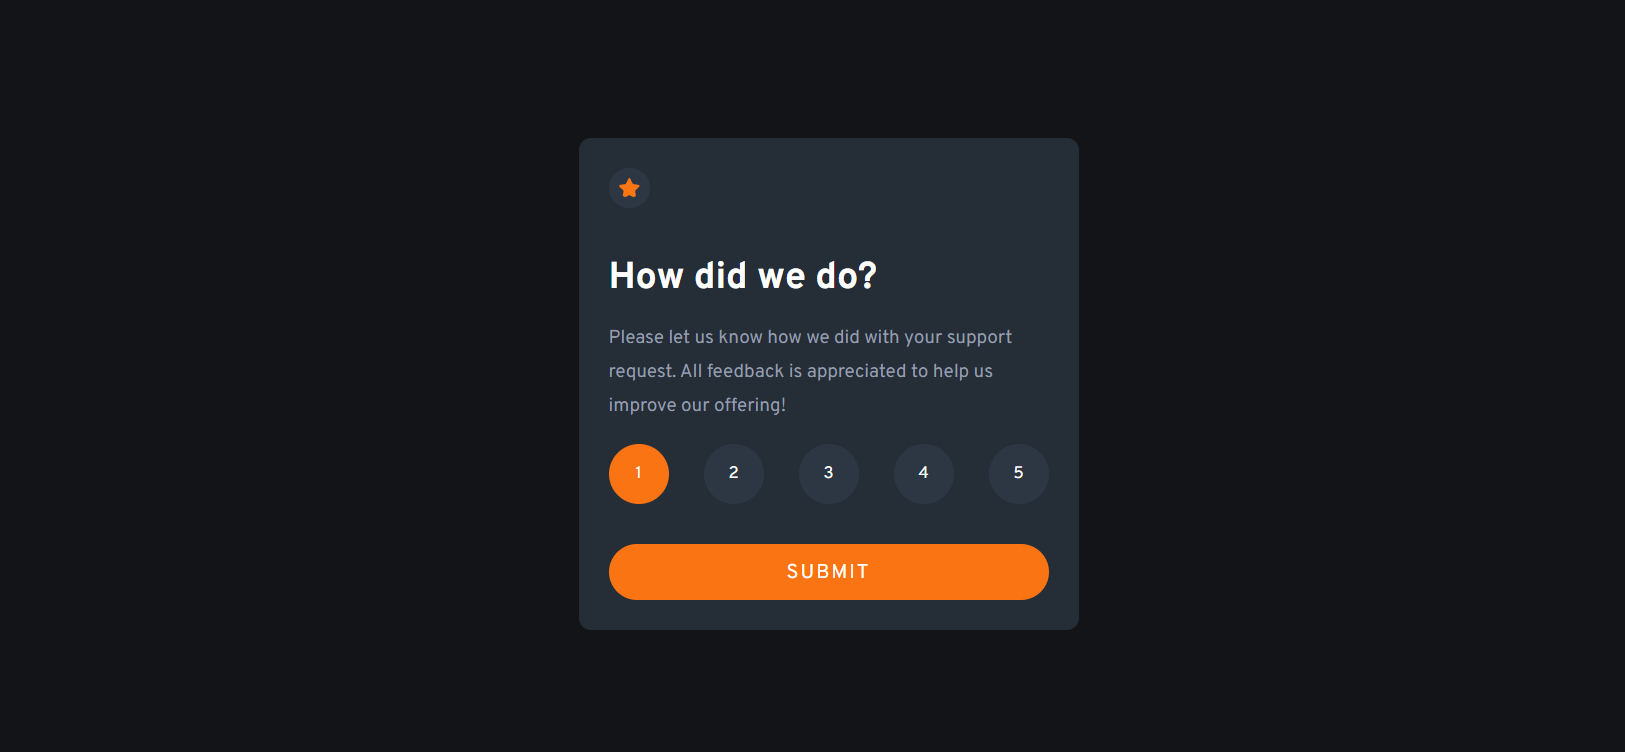 How did we do?
Please let us know how we did with your support
request. All feedback is appreciated to help us
improve our offering!
1 2 3 4 5
SUBMIT